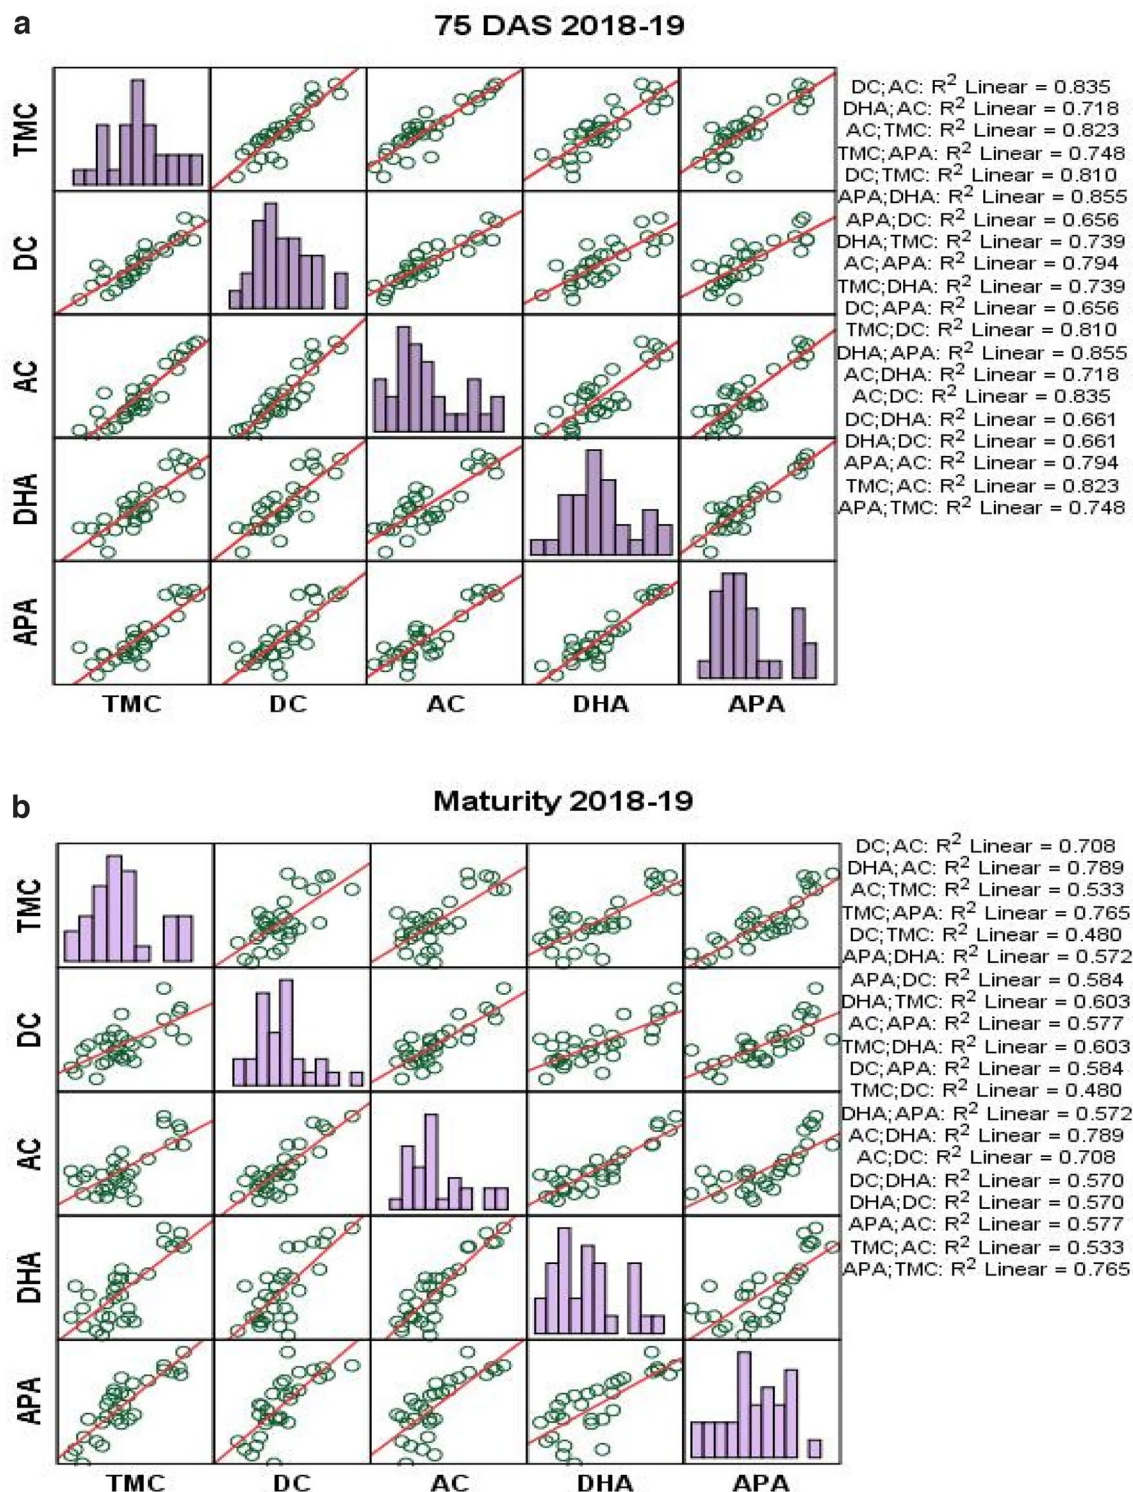 a
75 DAS 2018-19
TMC
DC
AC
DHA
APA
TMC DC AC DHA APA
DC;AC: R² Linear = 0.835
DHA;AC: R² Linear = 0.718
AC;TMC: R² Linear = 0.823
TMC;APA: R² Linear = 0.748
DC;TMC: R² Linear = 0.810
APA;DHA: R² Linear = 0.855
APA;DC: R² Linear = 0.656
DHA;TMC: R² Linear = 0.739
AC;APA: R² Linear = 0.794
TMC;DHA: R² Linear = 0.739
DC;APA: R² Linear = 0.656
TMC;DC: R² Linear = 0.810
DHA;APA: R² Linear = 0.855
AC;DHA: R² Linear = 0.718
AC;DC: R² Linear = 0.835
DC;DHA: R² Linear = 0.661
DHA;DC: R² Linear = 0.661
APA;AC: R² Linear = 0.794
TMC;AC: R² Linear = 0.823
APA;TMC: R² Linear = 0.748
b
Maturity 2018-19
TMC
DC
AC
DHA
APA
TMC DC AC DHA APA
DC;AC: R² Linear = 0.708
DHA;AC: R² Linear = 0.789
AC;TMC: R² Linear = 0.533
TMC;APA: R² Linear = 0.765
DC;TMC: R² Linear = 0.480
APA;DHA: R² Linear = 0.572
APA;DC: R² Linear = 0.584
DHA;TMC: R² Linear = 0.603
AC;APA: R² Linear = 0.577
TMC;DHA: R² Linear = 0.603
DC;APA: R² Linear = 0.584
TMC;DC: R² Linear = 0.480
DHA;APA: R² Linear = 0.572
AC;DHA: R² Linear = 0.789
AC;DC: R² Linear = 0.708
DC;DHA: R² Linear = 0.570
DHA;DC: R² Linear = 0.570
APA;AC: R² Linear = 0.577
TMC;AC: R² Linear = 0.533
APA;TMC: R² Linear = 0.765